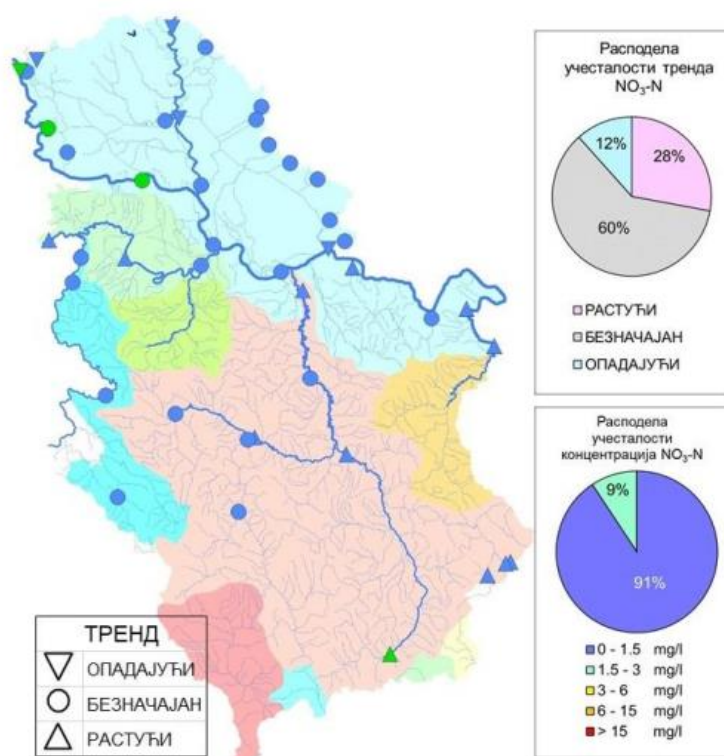 Расподела
учесталости тренда
NO₃-N
12%
28%
60%
РАСТУЋИ
БЕЗНАЧАЈАН
ОПАДАЈУЋИ
Расподела
учесталости
концентрација NO₃-N
9%
91%
0 - 1.5 mg/l
1.5 - 3 mg/l
3 - 6 mg/l
6 - 15 mg/l
> 15 mg/l
ТРЕНД
ОПАДАЈУЋИ
БЕЗНАЧАЈАН
РАСТУЋИ